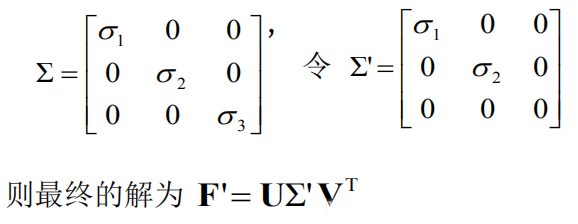 Σ = [σ₁ 0 0; 0 σ₂ 0; 0 0 σ₃], 令 Σ' = [σ₁ 0 0; 0 σ₂ 0; 0 0 0]
则最终的解为 F' = UΣ'Vᵀ